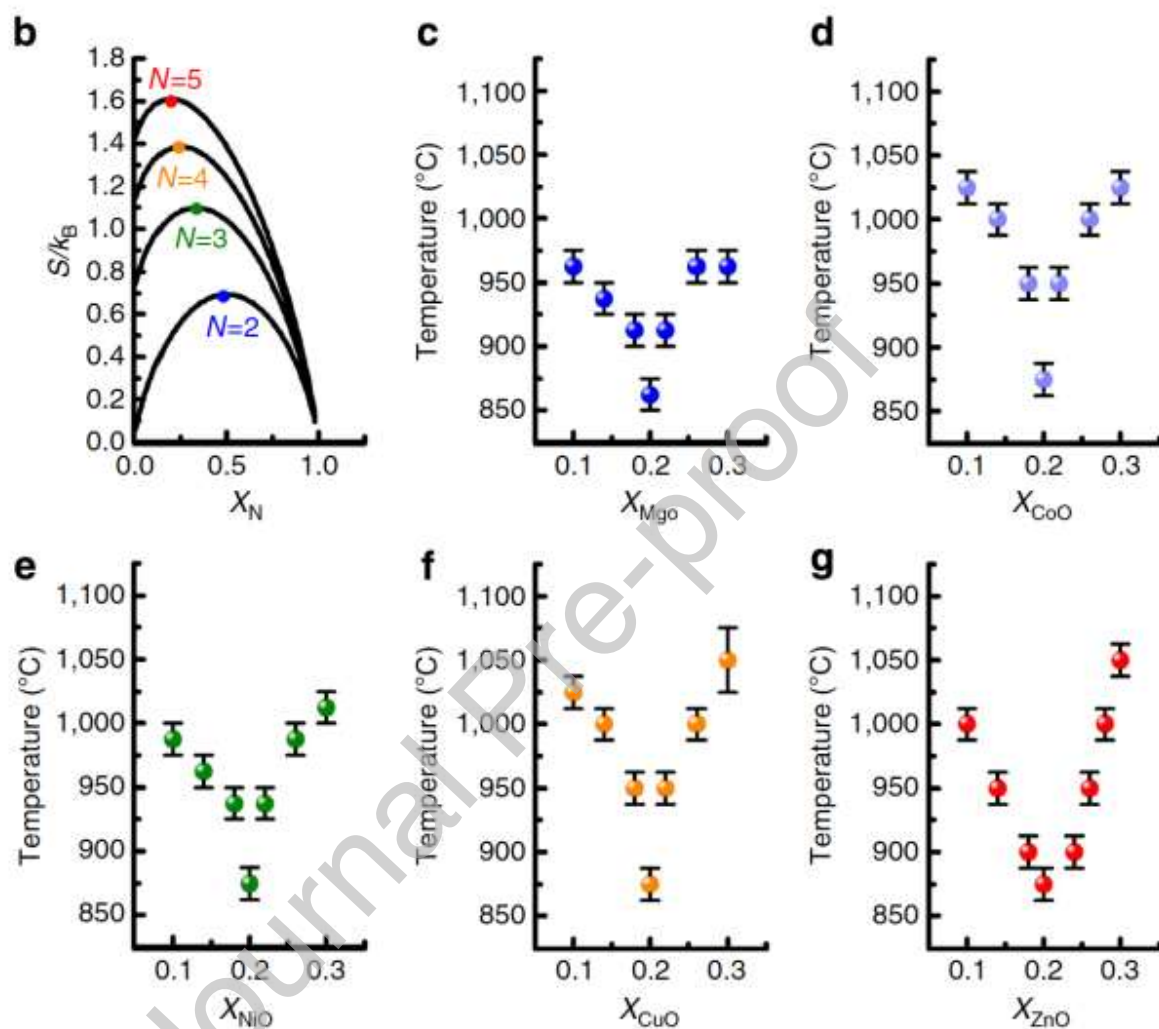 b
1.8
1.6
1.4
1.2
1.0
0.8
0.6
0.4
0.2
0.0
S/kB
N=5
N=4
N=3
N=2
0.0 0.5 1.0
XN
c
1,100
1,050
1,000
950
900
850
Temperature (°C)
0.1 0.2 0.3
XMgo
d
1,100
1,050
1,000
950
900
850
Temperature (°C)
0.1 0.2 0.3
XCoO
e
1,100
1,050
1,000
950
900
850
Temperature (°C)
0.1 0.2 0.3
XNiO
f
1,100
1,050
1,000
950
900
850
Temperature (°C)
0.1 0.2 0.3
XCuO
g
1,100
1,050
1,000
950
900
850
Temperature (°C)
0.1 0.2 0.3
XZnO
Journal Pre-proof